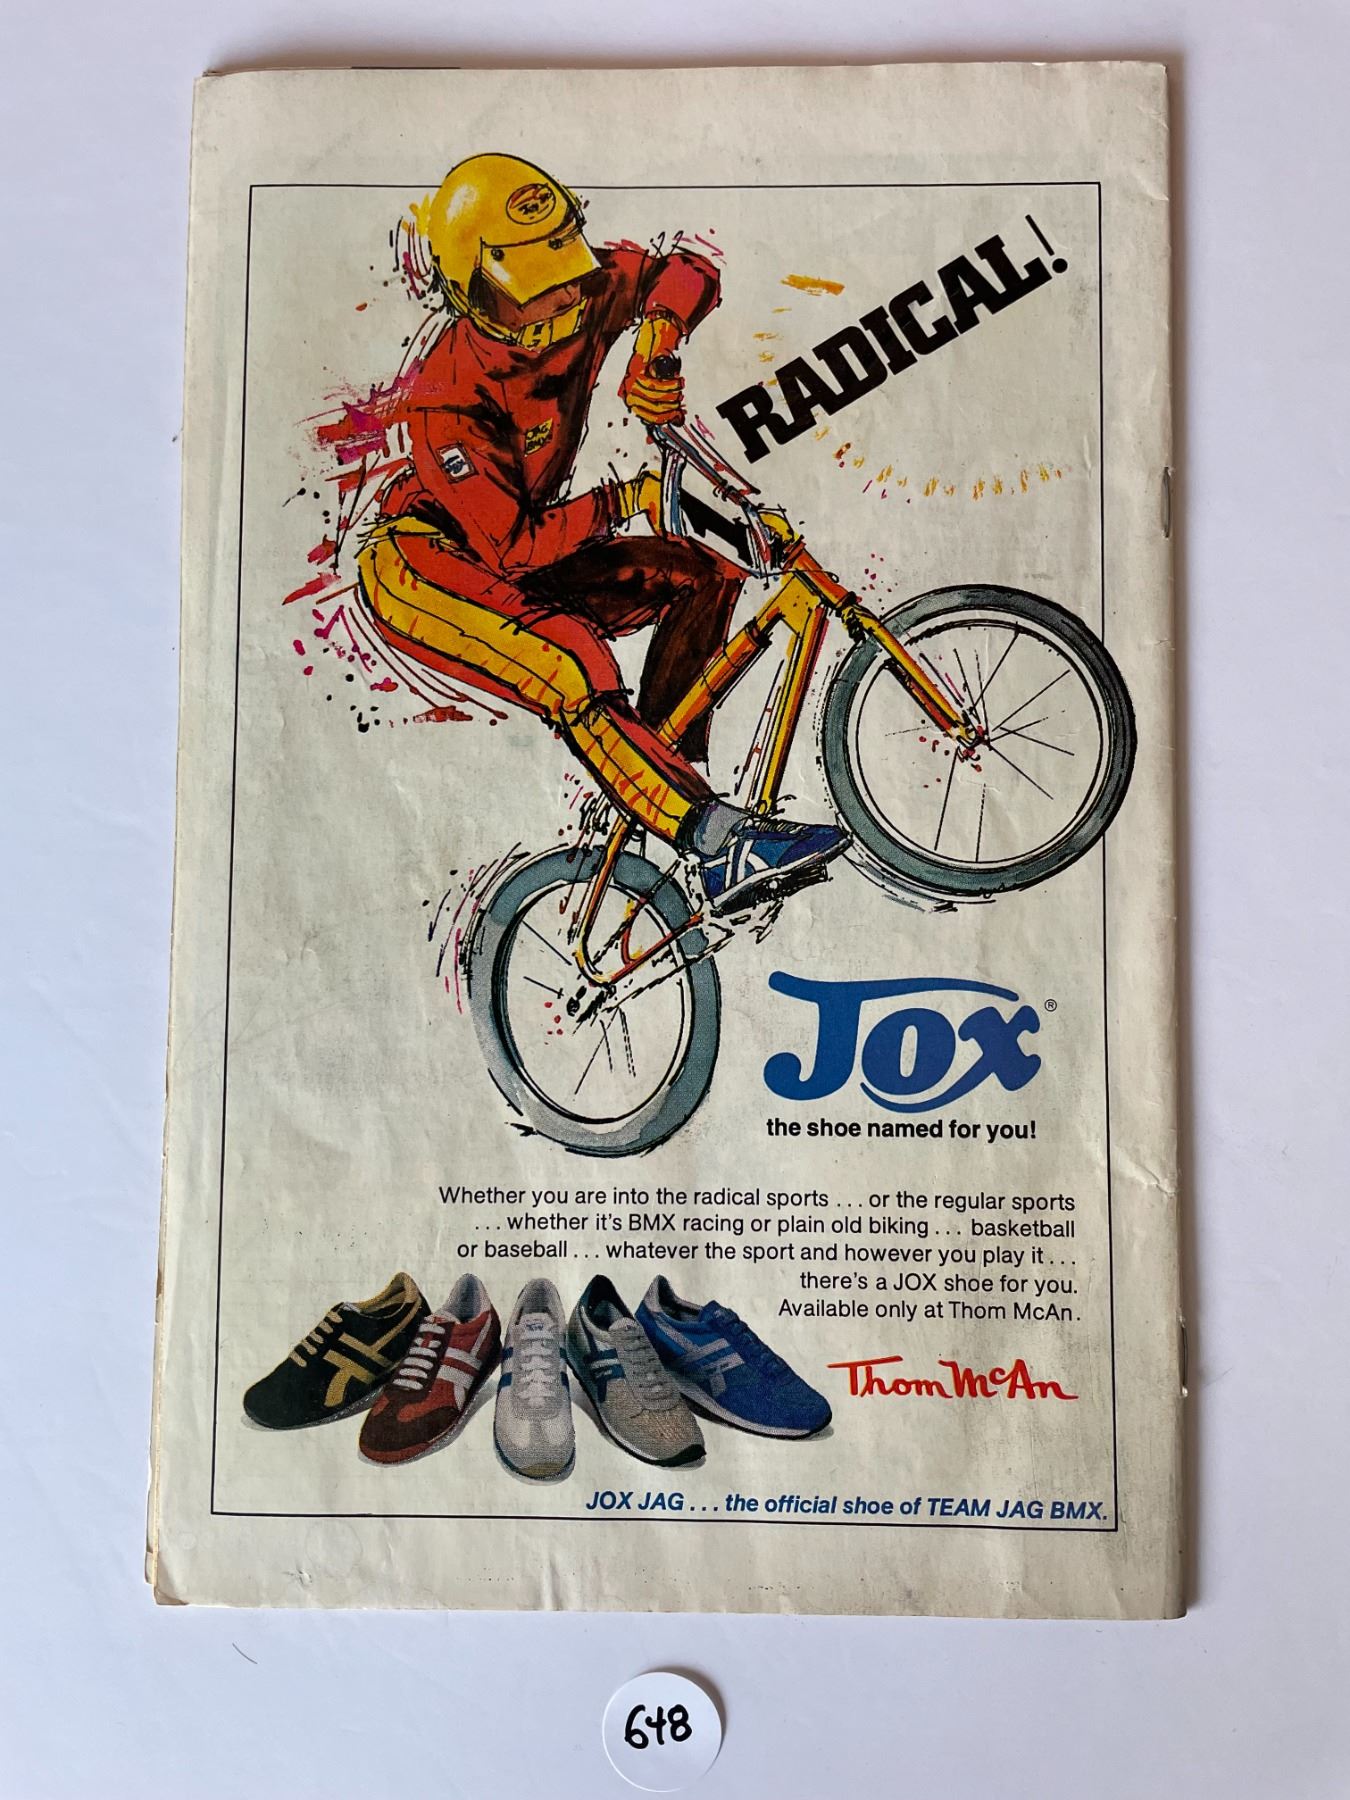 RADICAL!
JAG
BMX
1
Jox®
the shoe named for you!
Whether you are into the radical sports . . . or the regular sports
. . . whether it's BMX racing or plain old biking . . . basketball
or baseball . . . whatever the sport and however you play it . . .
there's a JOX shoe for you.
Available only at Thom McAn.
Thom McAn
JOX JAG . . . the official shoe of TEAM JAG BMX.
648